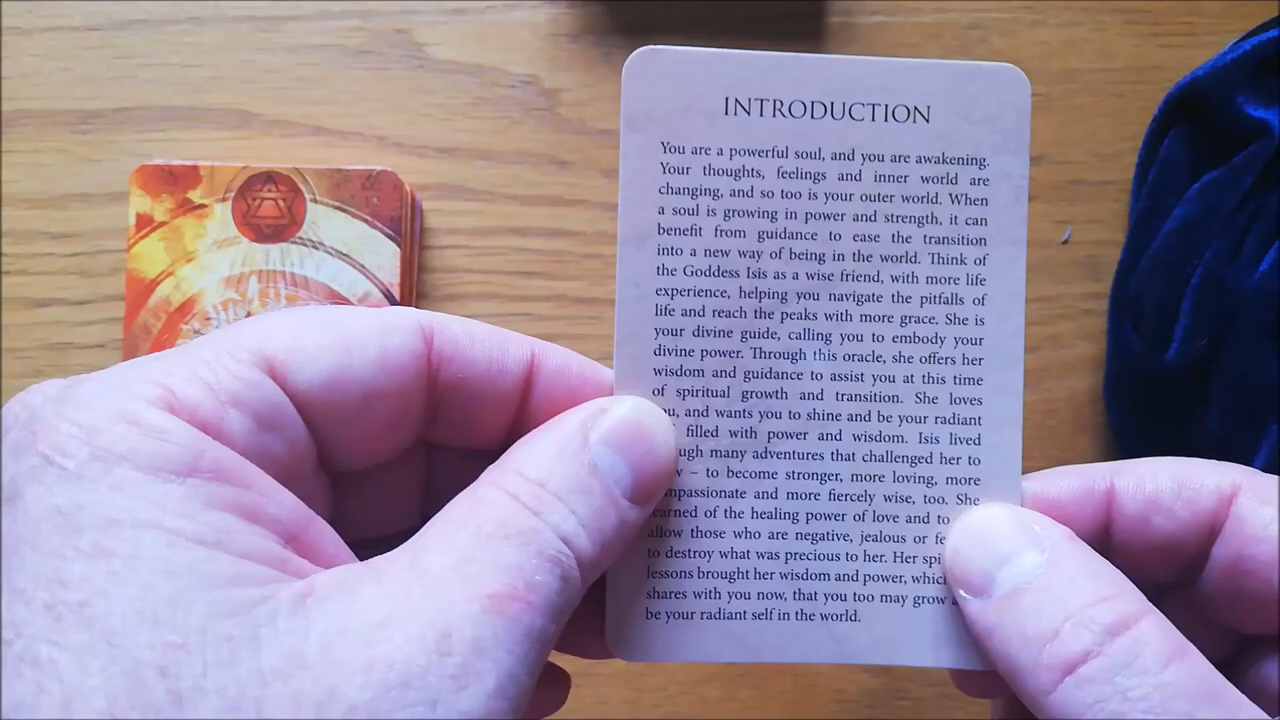 INTRODUCTION
You are a powerful soul, and you are awakening.
Your thoughts, feelings and inner world are
changing, and so too is your outer world. When
a soul is growing in power and strength, it can
benefit from guidance to ease the transition
into a new way of being in the world. Think of
the Goddess Isis as a wise friend, with more life
experience, helping you navigate the pitfalls of
life and reach the peaks with more grace. She is
your divine guide, calling you to embody your
divine power. Through this oracle, she offers her
wisdom and guidance to assist you at this time
of spiritual growth and transition. She loves
and wants you to shine and be your radiant
filled with power and wisdom. Isis lived
many adventures that challenged her to
– to become stronger, more loving, more
and more fiercely wise, too. She
of the healing power of love and to
allow those who are negative, jealous or
to destroy what was precious to her. Her
lessons brought her wisdom and power,
shares with you now, that you too may grow
be your radiant self in the world.